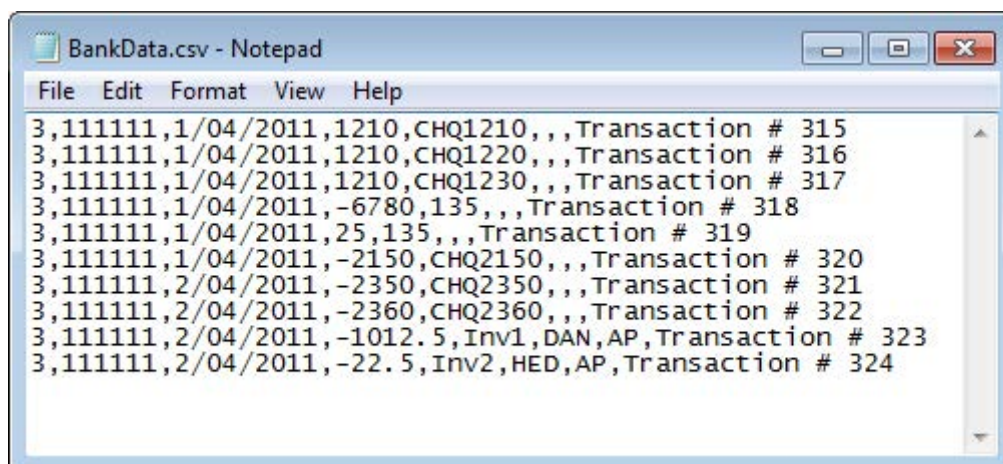 BankData.csv - Notepad
File Edit Format View Help
3,111111,1/04/2011,1210,CHQ1210,,,Transaction # 315
3,111111,1/04/2011,1210,CHQ1220,,,Transaction # 316
3,111111,1/04/2011,1210,CHQ1230,,,Transaction # 317
3,111111,1/04/2011,-6780,135,,,Transaction # 318
3,111111,1/04/2011,25,135,,,Transaction # 319
3,111111,1/04/2011,-2150,CHQ2150,,,Transaction # 320
3,111111,2/04/2011,-2350,CHQ2350,,,Transaction # 321
3,111111,2/04/2011,-2360,CHQ2360,,,Transaction # 322
3,111111,2/04/2011,-1012.5,Inv1,DAN,AP,Transaction # 323
3,111111,2/04/2011,-22.5,Inv2,HED,AP,Transaction # 324